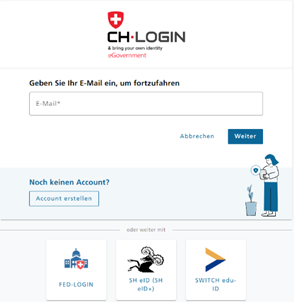 CH-LOGIN
& bring your own identity
eGovernment
Geben Sie Ihr E-Mail ein, um fortzufahren
E-Mail*
Abbrechen
Weiter
Noch keinen Account?
Account erstellen
oder weiter mit
FED-LOGIN
SH eID (SH
eID+)
SWITCH edu-
ID